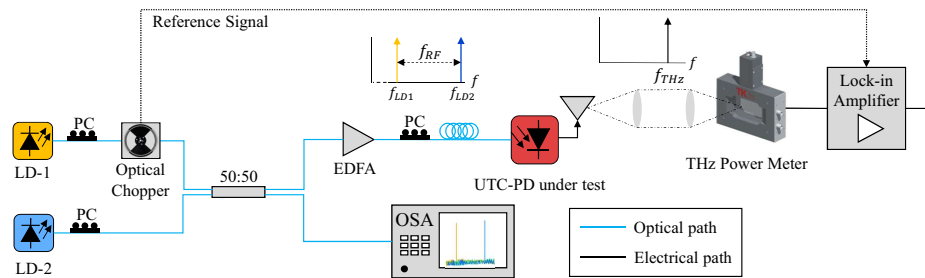 Reference Signal
f_RF
f
f_LD1
f_LD2
f
f_THz
TK
Lock-in
Amplifier
THz Power Meter
PC
LD-1
Optical
Chopper
50:50
EDFA
PC
UTC-PD under test
PC
LD-2
OSA
Optical path
Electrical path